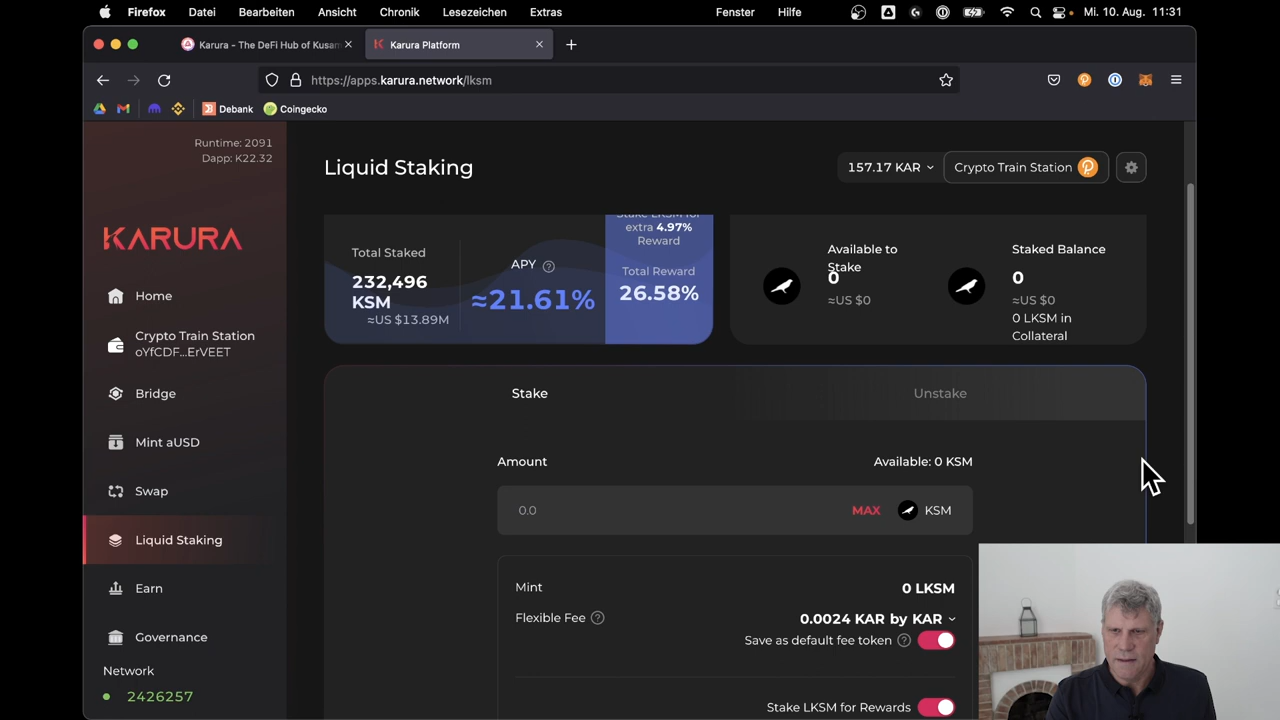 Firefox Datei Bearbeiten Ansicht Chronik Lesezeichen Extras Fenster Hilfe Mi. 10. Aug. 11:31
Karura - The DeFi Hub of Kusam
Karura Platform
https://apps.karura.network/lksm
Debank
Coingecko
Runtime: 2091
Dapp: K22.32
KARURA
Home
Crypto Train Station
oYfCDF...ErVEET
Bridge
Mint aUSD
Swap
Liquid Staking
Earn
Governance
Network
2426257
Liquid Staking
157.17 KAR
Crypto Train Station
Total Staked
232,496
KSM
≈US $13.89M
APY
≈21.61%
Stake LKSM for
extra 4.97%
Reward
Total Reward
26.58%
Available to
Stake
0
≈US $0
Staked Balance
0
≈US $0
0 LKSM in
Collateral
Stake
Unstake
Amount
Available: 0 KSM
0.0
MAX
KSM
Mint
0 LKSM
Flexible Fee
0.0024 KAR by KAR
Save as default fee token
Stake LKSM for Rewards